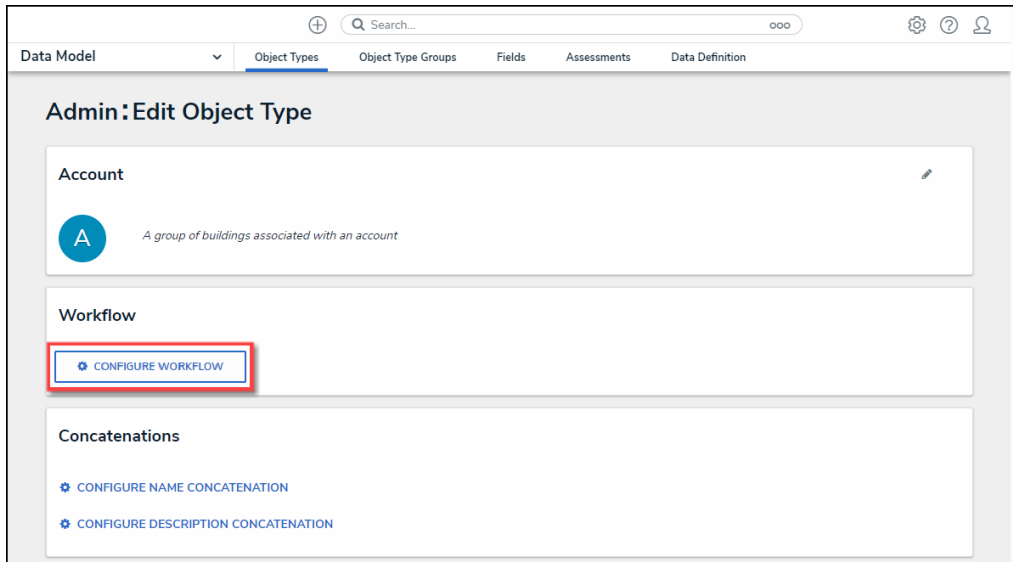 Search...
ooo
Data Model
Object Types
Object Type Groups
Fields
Assessments
Data Definition
Admin:Edit Object Type
Account
A
A group of buildings associated with an account
Workflow
CONFIGURE WORKFLOW
Concatenations
CONFIGURE NAME CONCATENATION
CONFIGURE DESCRIPTION CONCATENATION